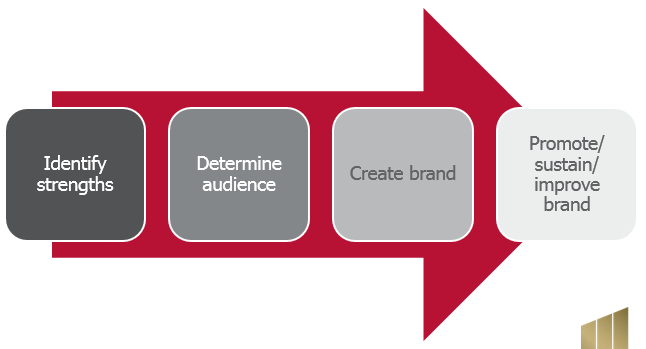 Identify
strengths
Determine
audience
Create brand
Promote/
sustain/
improve
brand